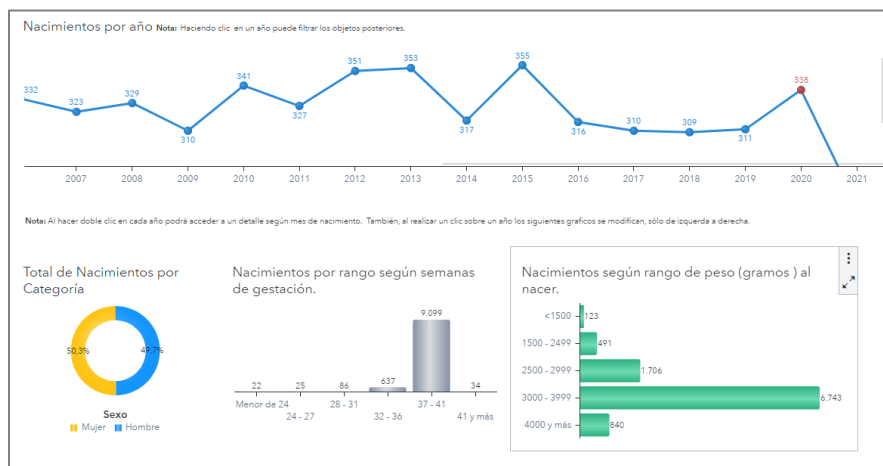 Nacimientos por año Nota: Haciendo clic en un año puede filtrar los objetos posteriores.
332
323
329
310
341
327
351
353
317
355
316
310
309
311
338
2007 2008 2009 2010 2011 2012 2013 2014 2015 2016 2017 2018 2019 2020 2021
Nota: Al hacer doble clic en cada año podrá acceder a un detalle según mes de nacimiento. También, al realizar un clic sobre un año los siguientes graficos se modifican, sólo de izquerda a derecha.
Total de Nacimientos por
Categoría
50,3% 49,7%
Sexo
Mujer Hombre
Nacimientos por rango según semanas
de gestación.
22 25 86 637 9.099 34
Menor de 24 28 - 31 37 - 41
24 - 27 32 - 36 41 y más
Nacimientos según rango de peso (gramos ) al
nacer.
<1500 123
1500 - 2499 491
2500 - 2999 1.706
3000 - 3999 6.743
4000 y más 840